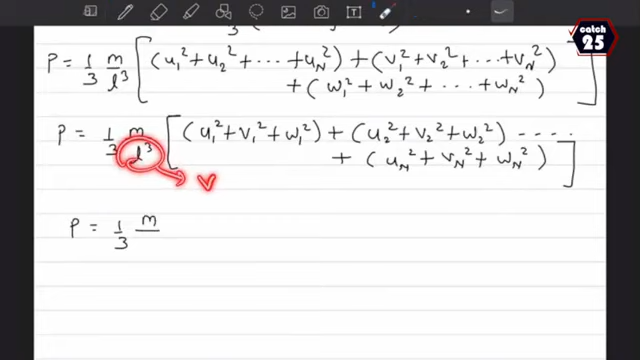 catch
25
P = 1/3 m/l³ [ (u₁² + u₂² + ··· + u_N²) + (v₁² + v₂² + ··· + v_N²)
+ (w₁² + w₂² + ··· + w_N²) ]
P = 1/3 m/l³ [ (u₁² + v₁² + w₁²) + (u₂² + v₂² + w₂²) ----·
+ (u_N² + v_N² + w_N²) ]
V
P = 1/3 m